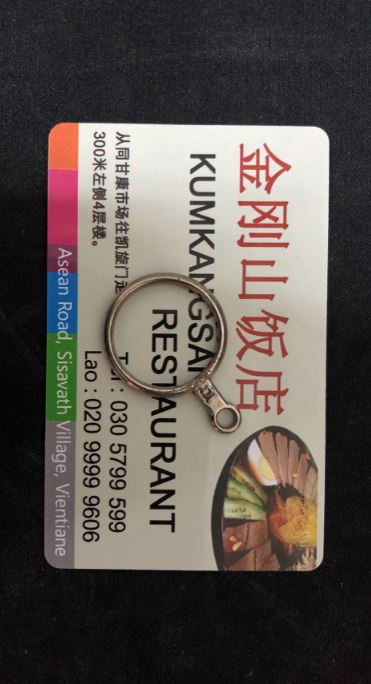 金刚山饭店
KUMKANGSAN
RESTAURANT
从同甘康市场往凯旋门走
300米左侧4层楼。
Tel : 030 5799 599
Lao : 020 9999 9606
Asean Road, Sisavath Village, Vientiane